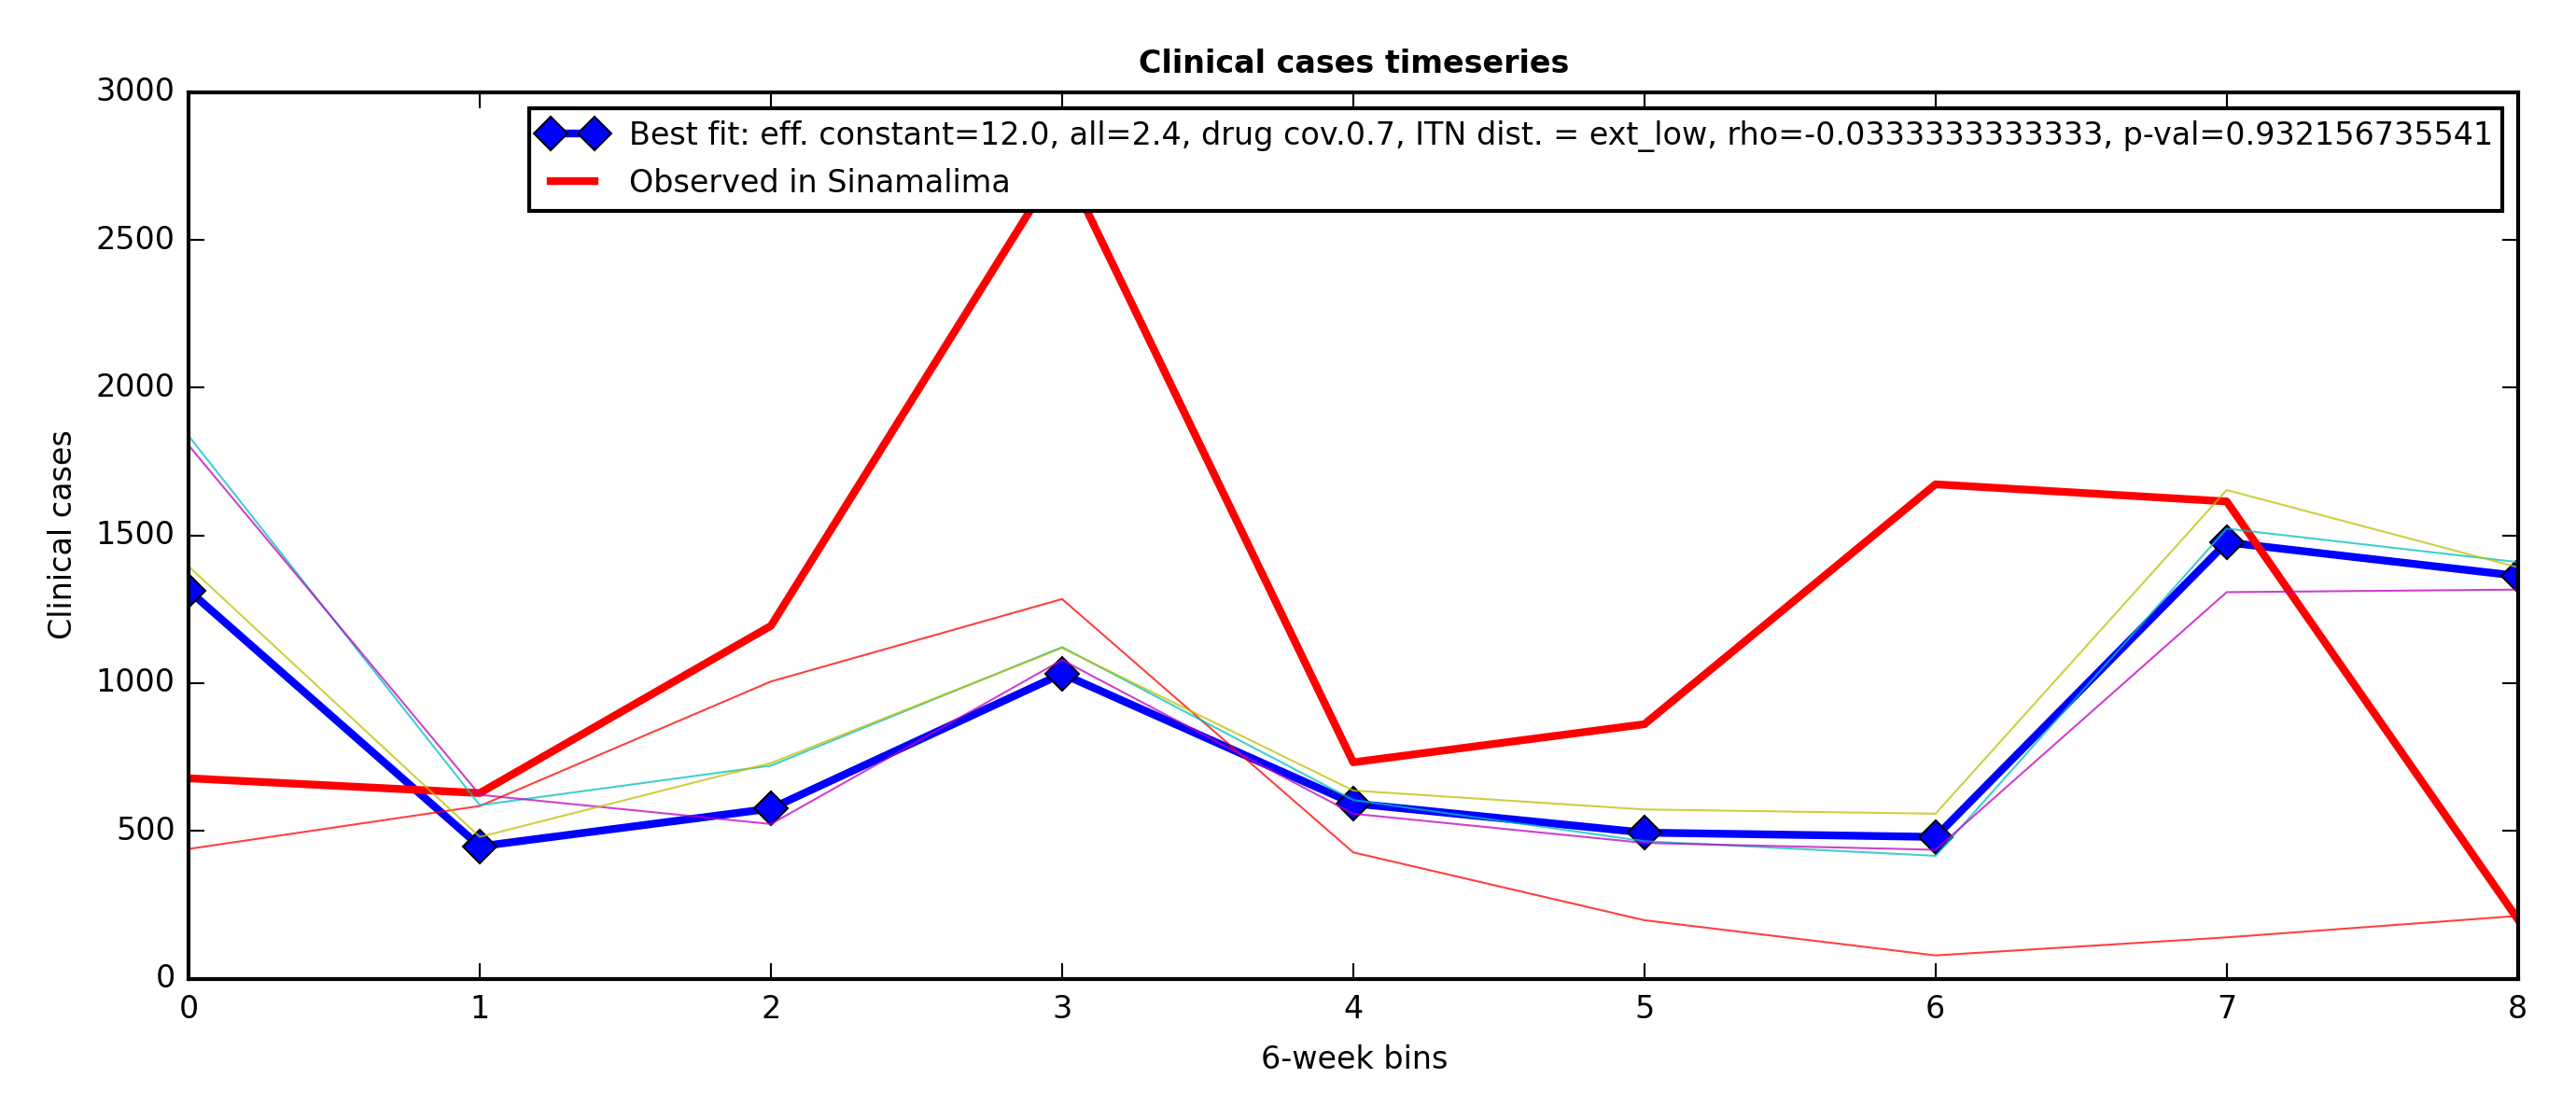 Clinical cases timeseries
3000
2500
2000
1500
1000
500
0
Clinical cases
Best fit: eff. constant=12.0, all=2.4, drug cov.0.7, ITN dist. = ext_low, rho=-0.0333333333333, p-val=0.932156735541
Observed in Sinamalima
0 1 2 3 4 5 6 7 8
6-week bins